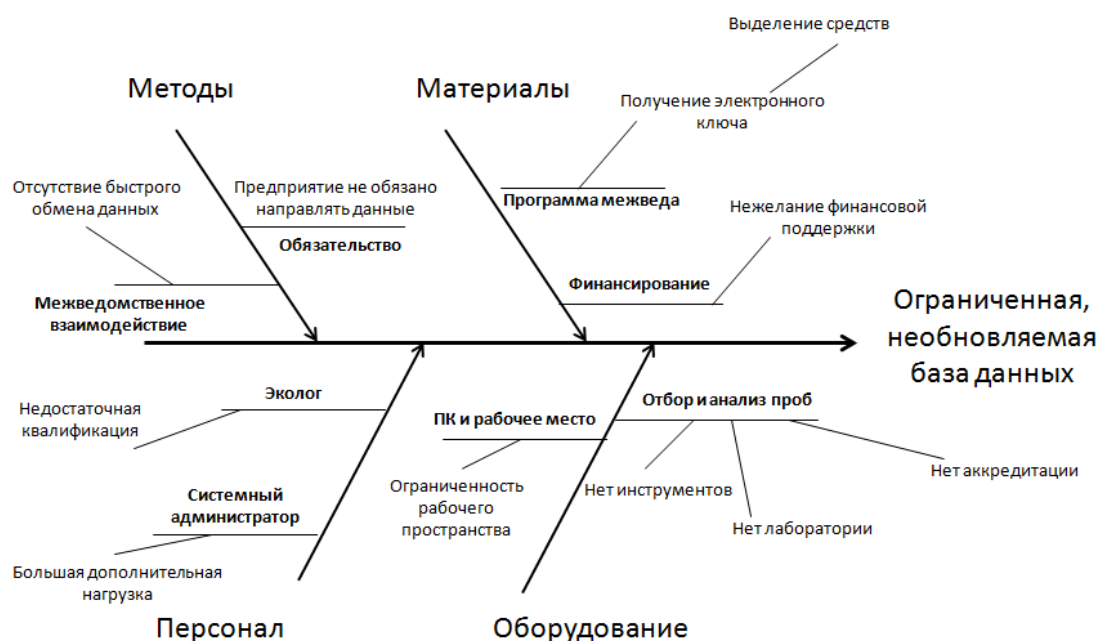 Выделение средств
Методы
Материалы
Получение электронного
ключа
Отсутствие быстрого
обмена данных
Предприятие не обязано
направлять данные
Обязательство
Программа межведа
Нежелание финансовой
поддержки
Финансирование
Межведомственное
взаимодействие
Ограниченная,
необновляемая
база данных
Эколог
Недостаточная
квалификация
ПК и рабочее место
Отбор и анализ проб
Нет аккредитации
Ограниченность
рабочего
пространства
Нет инструментов
Нет лаборатории
Системный
администратор
Большая дополнительная
нагрузка
Персонал
Оборудование